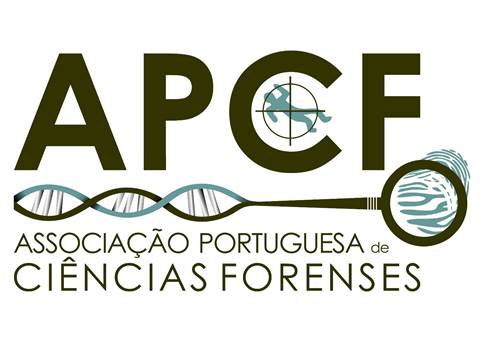 APCF
ASSOCIAÇÃO PORTUGUESA de
CIÊNCIAS FORENSES